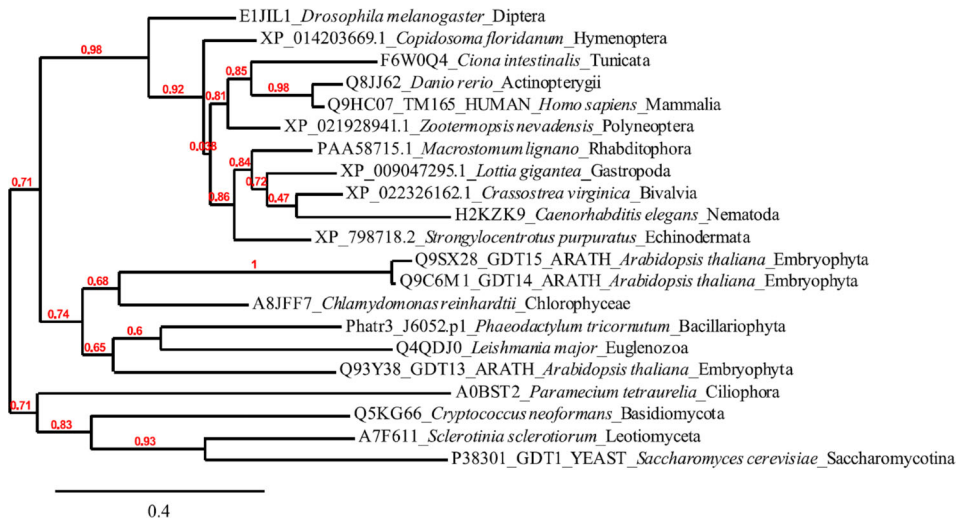 E1JIL1_Drosophila melanogaster_Diptera
0.98
XP_014203669.1_Copidosoma floridanum_Hymenoptera
F6W0Q4_Ciona intestinalis_Tunicata
0.85
Q8JJ62_Danio rerio_Actinopterygii
0.98
0.92
0.81
Q9HC07_TM165_HUMAN_Homo sapiens_Mammalia
XP_021928941.1_Zootermopsis nevadensis_Polyneoptera
0.038
PAA58715.1_Macrostomum lignano_Rhabditophora
0.84
XP_009047295.1_Lottia gigantea_Gastropoda
0.71
0.72
XP_022326162.1_Crassostrea virginica_Bivalvia
0.86
0.47
H2KZK9_Caenorhabditis elegans_Nematoda
XP_798718.2_Strongylocentrotus purpuratus_Echinodermata
Q9SX28_GDT15_ARATH_Arabidopsis thaliana_Embryophyta
1
Q9C6M1_GDT14_ARATH_Arabidopsis thaliana_Embryophyta
0.68
A8JFF7_Chlamydomonas reinhardtii_Chlorophyceae
0.74
Phatr3_J6052.p1_Phaeodactylum tricornutum_Bacillariophyta
0.6
Q4QDJ0_Leishmania major_Euglenozoa
0.65
Q93Y38_GDT13_ARATH_Arabidopsis thaliana_Embryophyta
A0BST2_Paramecium tetraurelia_Ciliophora
0.71
Q5KG66_Cryptococcus neoformans_Basidiomycota
0.83
A7F611_Sclerotinia sclerotiorum_Leotiomyceta
0.93
P38301_GDT1_YEAST_Saccharomyces cerevisiae_Saccharomycotina
0.4